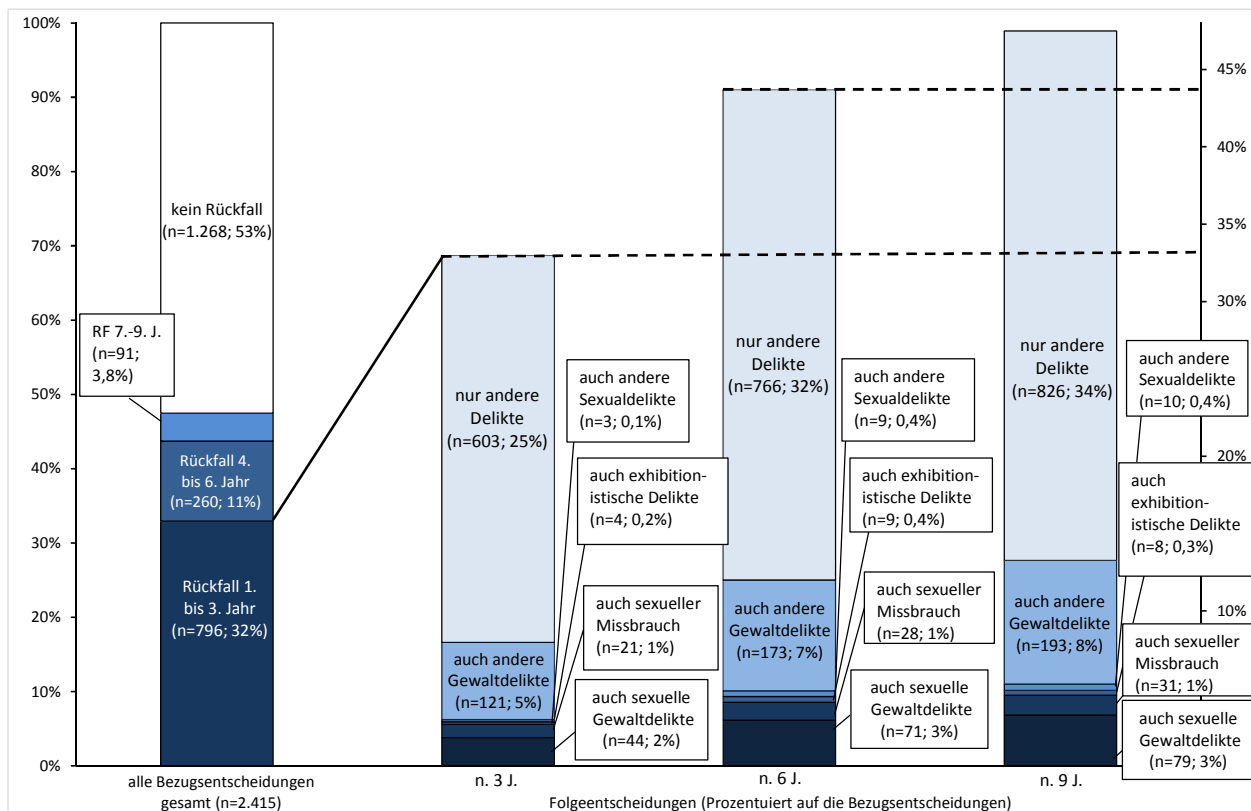 100%
90%
80%
70%
60%
50%
40%
30%
20%
10%
0%
kein Rückfall
(n=1.268; 53%)
RF 7.-9. J.
(n=91;
3,8%)
Rückfall 4.
bis 6. Jahr
(n=260; 11%)
Rückfall 1.
bis 3. Jahr
(n=796; 32%)
alle Bezugsentscheidungen
gesamt (n=2.415)
nur andere
Delikte
(n=603; 25%)
auch andere
Gewaltdelikte
(n=121; 5%)
auch andere
Sexualdelikte
(n=3; 0,1%)
auch exhibition-
istische Delikte
(n=4; 0,2%)
auch sexueller
Missbrauch
(n=21; 1%)
auch sexuelle
Gewaltdelikte
(n=44; 2%)
n. 3 J.
nur andere
Delikte
(n=766; 32%)
auch andere
Gewaltdelikte
(n=173; 7%)
auch andere
Sexualdelikte
(n=9; 0,4%)
auch exhibition-
istische Delikte
(n=9; 0,4%)
auch sexueller
Missbrauch
(n=28; 1%)
auch sexuelle
Gewaltdelikte
(n=71; 3%)
n. 6 J.
nur andere
Delikte
(n=826; 34%)
auch andere
Gewaltdelikte
(n=193; 8%)
auch andere
Sexualdelikte
(n=10; 0,4%)
auch
exhibition-
istische Delikte
(n=8; 0,3%)
auch sexueller
Missbrauch
(n=31; 1%)
auch sexuelle
Gewaltdelikte
(n=79; 3%)
n. 9 J.
Folgeentscheidungen (Prozentuiert auf die Bezugsentscheidungen)
45%
40%
35%
30%
20%
10%